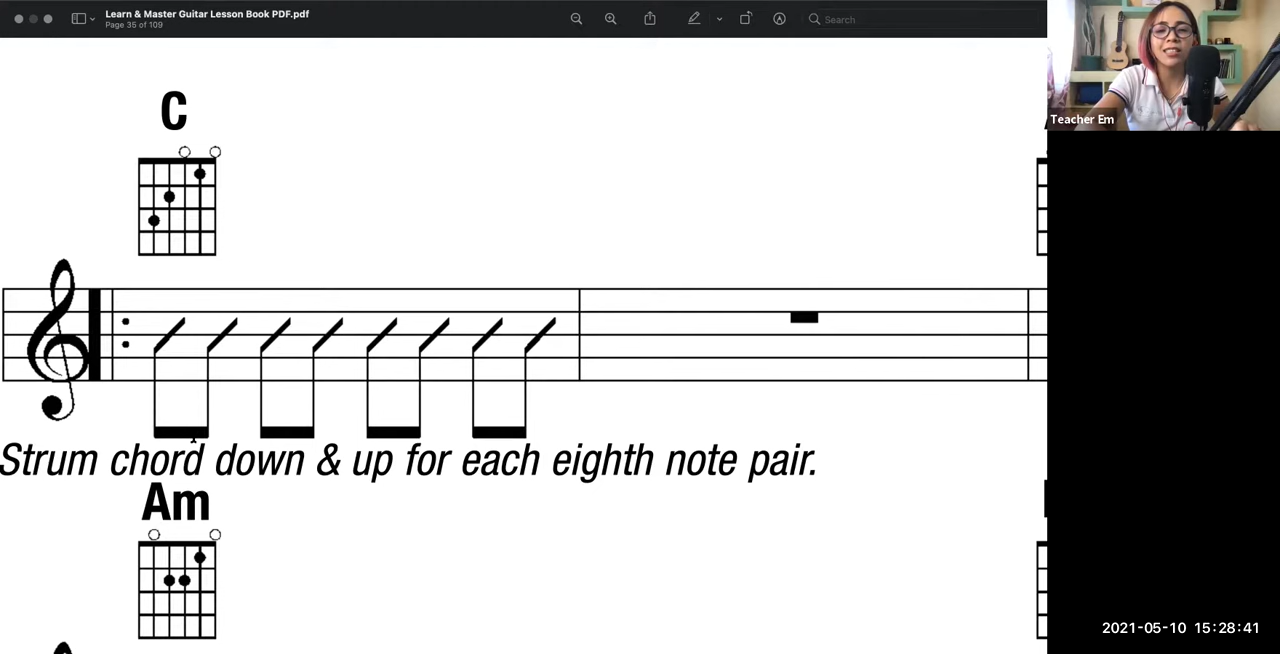 Learn & Master Guitar Lesson Book PDF.pdf
Page 35 of 109
Search
Teacher Em
C
Strum chord down & up for each eighth note pair.
Am
2021-05-10 15:28:41